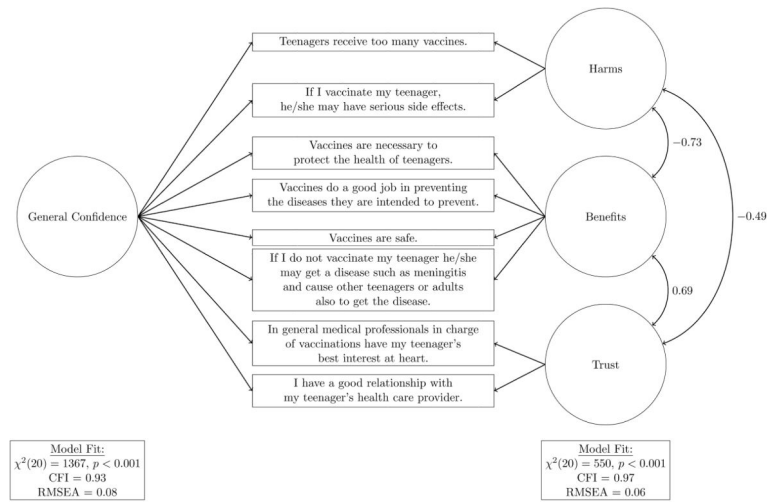 Teenagers receive too many vaccines.
If I vaccinate my teenager,
he/she may have serious side effects.
Vaccines are necessary to
protect the health of teenagers.
Vaccines do a good job in preventing
the diseases they are intended to prevent.
Vaccines are safe.
If I do not vaccinate my teenager he/she
may get a disease such as meningitis
and cause other teenagers or adults
also to get the disease.
In general medical professionals in charge
of vaccinations have my teenager's
best interest at heart.
I have a good relationship with
my teenager's health care provider.
General Confidence
Harms
Benefits
Trust
−0.73
−0.49
0.69
Model Fit:
χ²(20) = 1367, p < 0.001
CFI = 0.93
RMSEA = 0.08
Model Fit:
χ²(20) = 550, p < 0.001
CFI = 0.97
RMSEA = 0.06